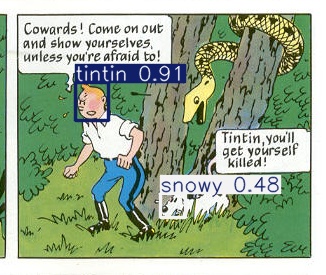 Cowards! Come on out
and show yourselves,
unless you're afraid to!
tintin 0.91
Tintin, you'll
get yourself
killed!
snowy 0.48